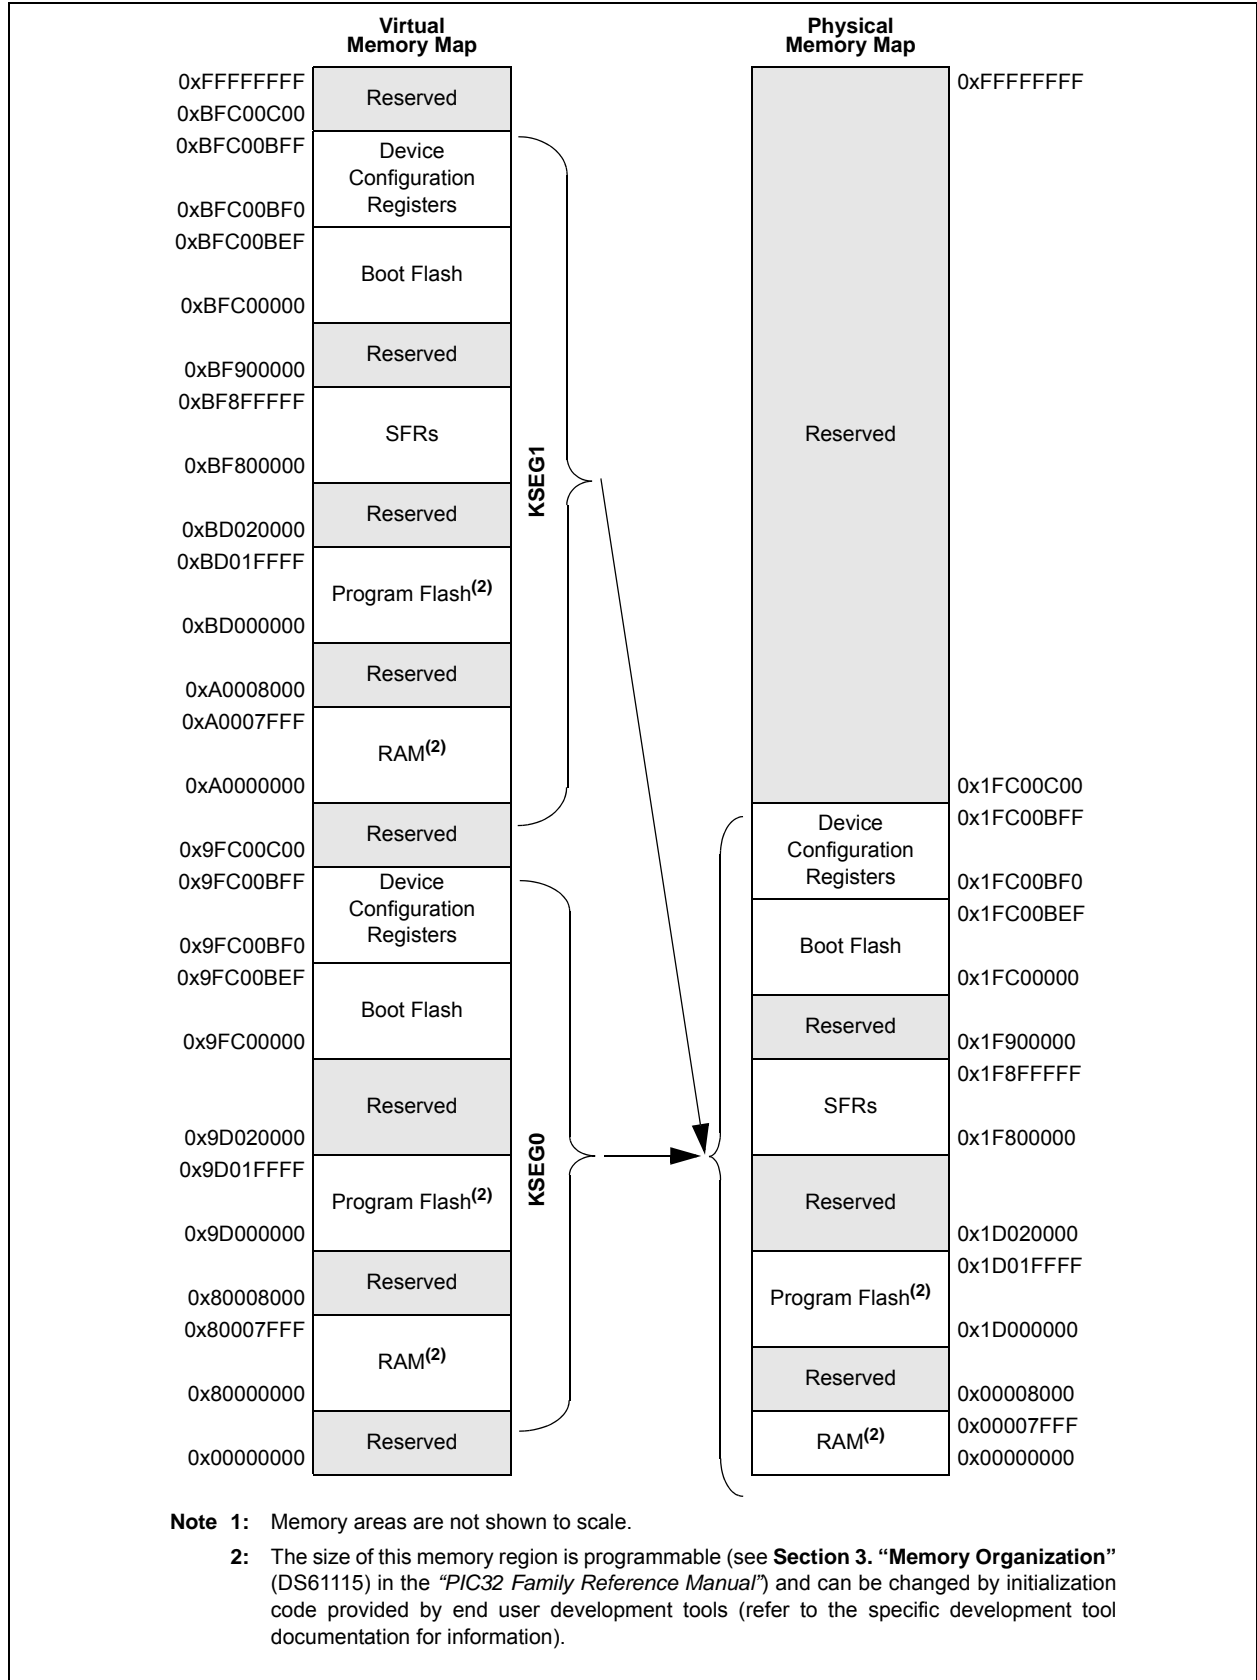 Virtual
Memory Map
Physical
Memory Map
0xFFFFFFFF
Reserved
0xBFC00C00
0xBFC00BFF
Device
Configuration
Registers
0xBFC00BF0
0xBFC00BEF
Boot Flash
0xBFC00000
Reserved
0xBF900000
0xBF8FFFFF
SFRs
0xBF800000
Reserved
0xBD020000
0xBD01FFFF
Program Flash(2)
0xBD000000
Reserved
0xA0008000
0xA0007FFF
RAM(2)
0xA0000000
Reserved
0x9FC00C00
0x9FC00BFF
Device
Configuration
Registers
0x9FC00BF0
0x9FC00BEF
Boot Flash
0x9FC00000
Reserved
0x9D020000
0x9D01FFFF
Program Flash(2)
0x9D000000
Reserved
0x80008000
0x80007FFF
RAM(2)
0x80000000
Reserved
0x00000000
KSEG1
KSEG0
0xFFFFFFFF
Reserved
0x1FC00C00
0x1FC00BFF
Device
Configuration
Registers
0x1FC00BF0
0x1FC00BEF
Boot Flash
0x1FC00000
Reserved
0x1F900000
0x1F8FFFFF
SFRs
0x1F800000
Reserved
0x1D020000
0x1D01FFFF
Program Flash(2)
0x1D000000
Reserved
0x00008000
0x00007FFF
RAM(2)
0x00000000
Note 1: Memory areas are not shown to scale.
2: The size of this memory region is programmable (see Section 3. “Memory Organization”
(DS61115) in the “PIC32 Family Reference Manual”) and can be changed by initialization
code provided by end user development tools (refer to the specific development tool
documentation for information).